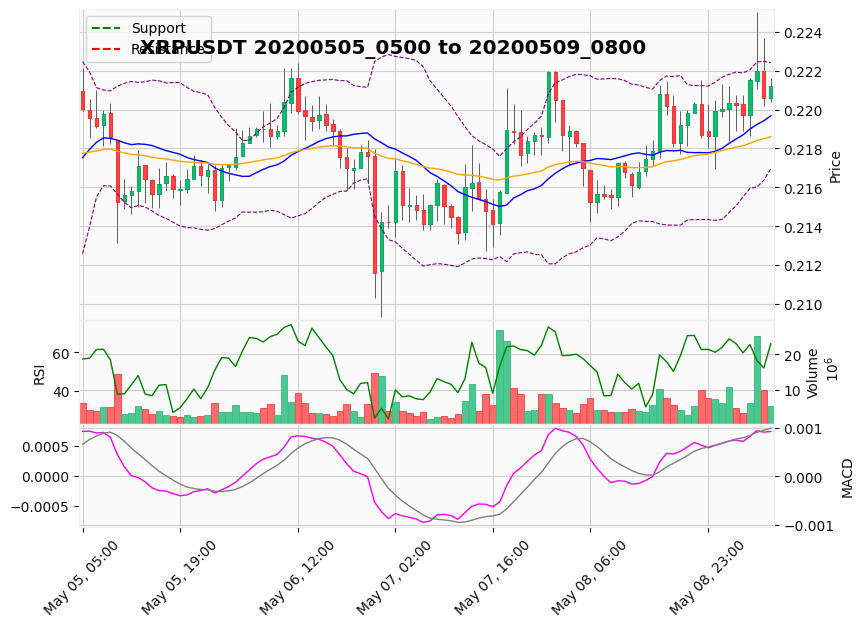 XRPUSDT 20200505_0500 to 20200509_0800
Support
Resistance
0.224
0.222
0.220
0.218
0.216
0.214
0.212
0.210
Price
60
40
RSI
20
10
Volume
10^6
0.0005
0.0000
−0.0005
0.001
0.000
−0.001
MACD
May 05, 05:00
May 05, 19:00
May 06, 12:00
May 07, 02:00
May 07, 16:00
May 08, 06:00
May 08, 23:00